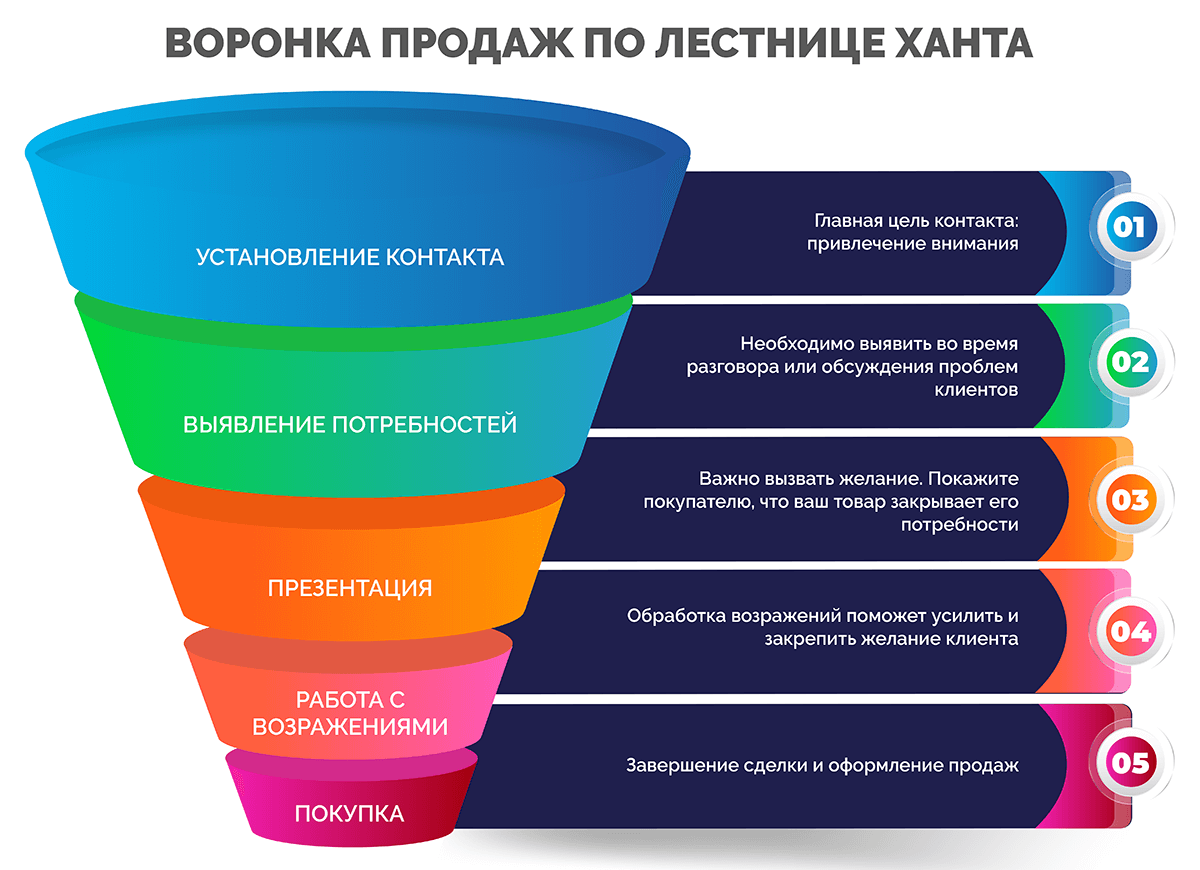 ВОРОНКА ПРОДАЖ ПО ЛЕСТНИЦЕ ХАНТА
УСТАНОВЛЕНИЕ КОНТАКТА
Главная цель контакта:
привлечение внимания
01
ВЫЯВЛЕНИЕ ПОТРЕБНОСТЕЙ
Необходимо выявить во время
разговора или обсуждения проблем
клиентов
02
ПРЕЗЕНТАЦИЯ
Важно вызвать желание. Покажите
покупателю, что ваш товар закрывает его
потребности
03
РАБОТА С
ВОЗРАЖЕНИЯМИ
Обработка возражений поможет усилить и
закрепить желание клиента
04
ПОКУПКА
Завершение сделки и оформление продаж
05